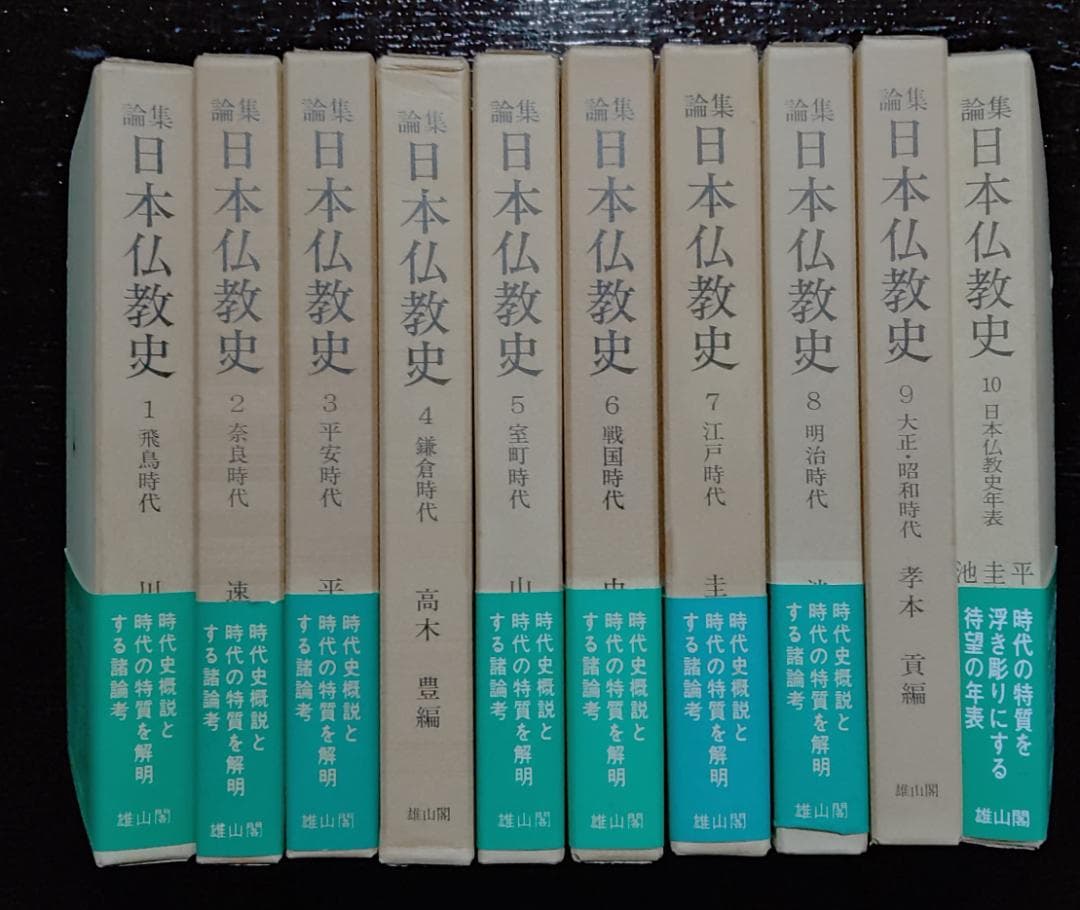 論集
日本仏教史
1 飛鳥時代
川
時代史概説と
時代の特質を解明
する諸論考
雄山閣
論集
日本仏教史
2 奈良時代
速
時代史概説と
時代の特質を解明
する諸論考
雄山閣
論集
日本仏教史
3 平安時代
平
時代史概説と
時代の特質を解明
する諸論考
雄山閣
論集
日本仏教史
4 鎌倉時代
高木 豊編
雄山閣
論集
日本仏教史
5 室町時代
山
時代史概説と
時代の特質を解明
する諸論考
雄山閣
論集
日本仏教史
6 戦国時代
時代史概説と
時代の特質を解明
する諸論考
雄山閣
論集
日本仏教史
7 江戸時代
圭
時代史概説と
時代の特質を解明
する諸論考
雄山閣
論集
日本仏教史
8 明治時代
時代史概説と
時代の特質を解明
する諸論考
雄山閣
論集
日本仏教史
9 大正・昭和時代
孝本 貢編
雄山閣
論集
日本仏教史
10 日本仏教史年表
平
圭
池
時代の特質を
浮き彫りにする
待望の年表
雄山閣